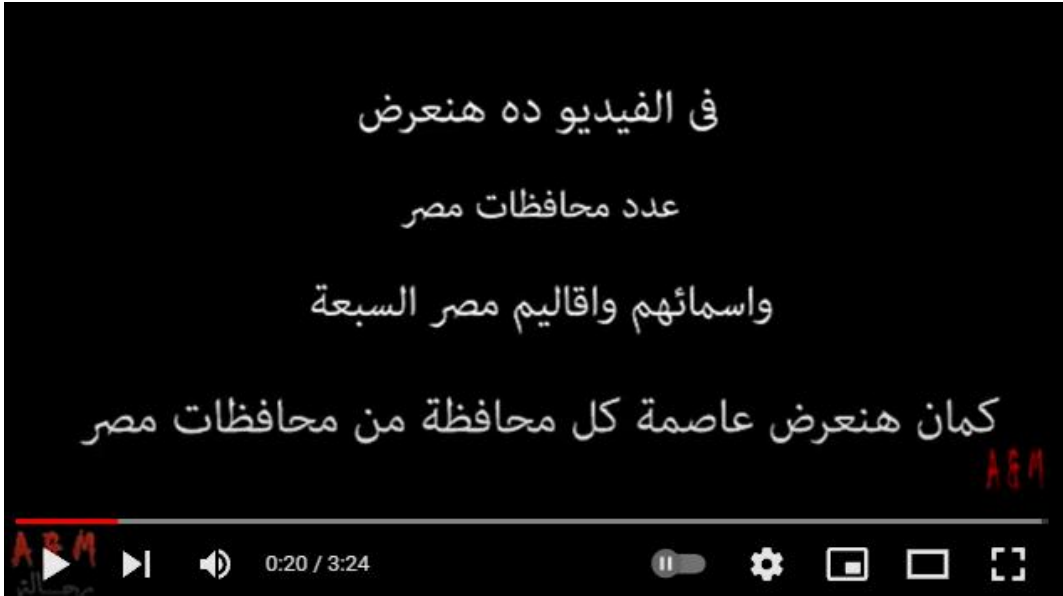 فى الفيديو ده هنعرض
عدد محافظات مصر
واسمائهم واقاليم مصر السبعة
كمان هنعرض عاصمة كل محافظة من محافظات مصر
A & M
A & M
0:20 / 3:24